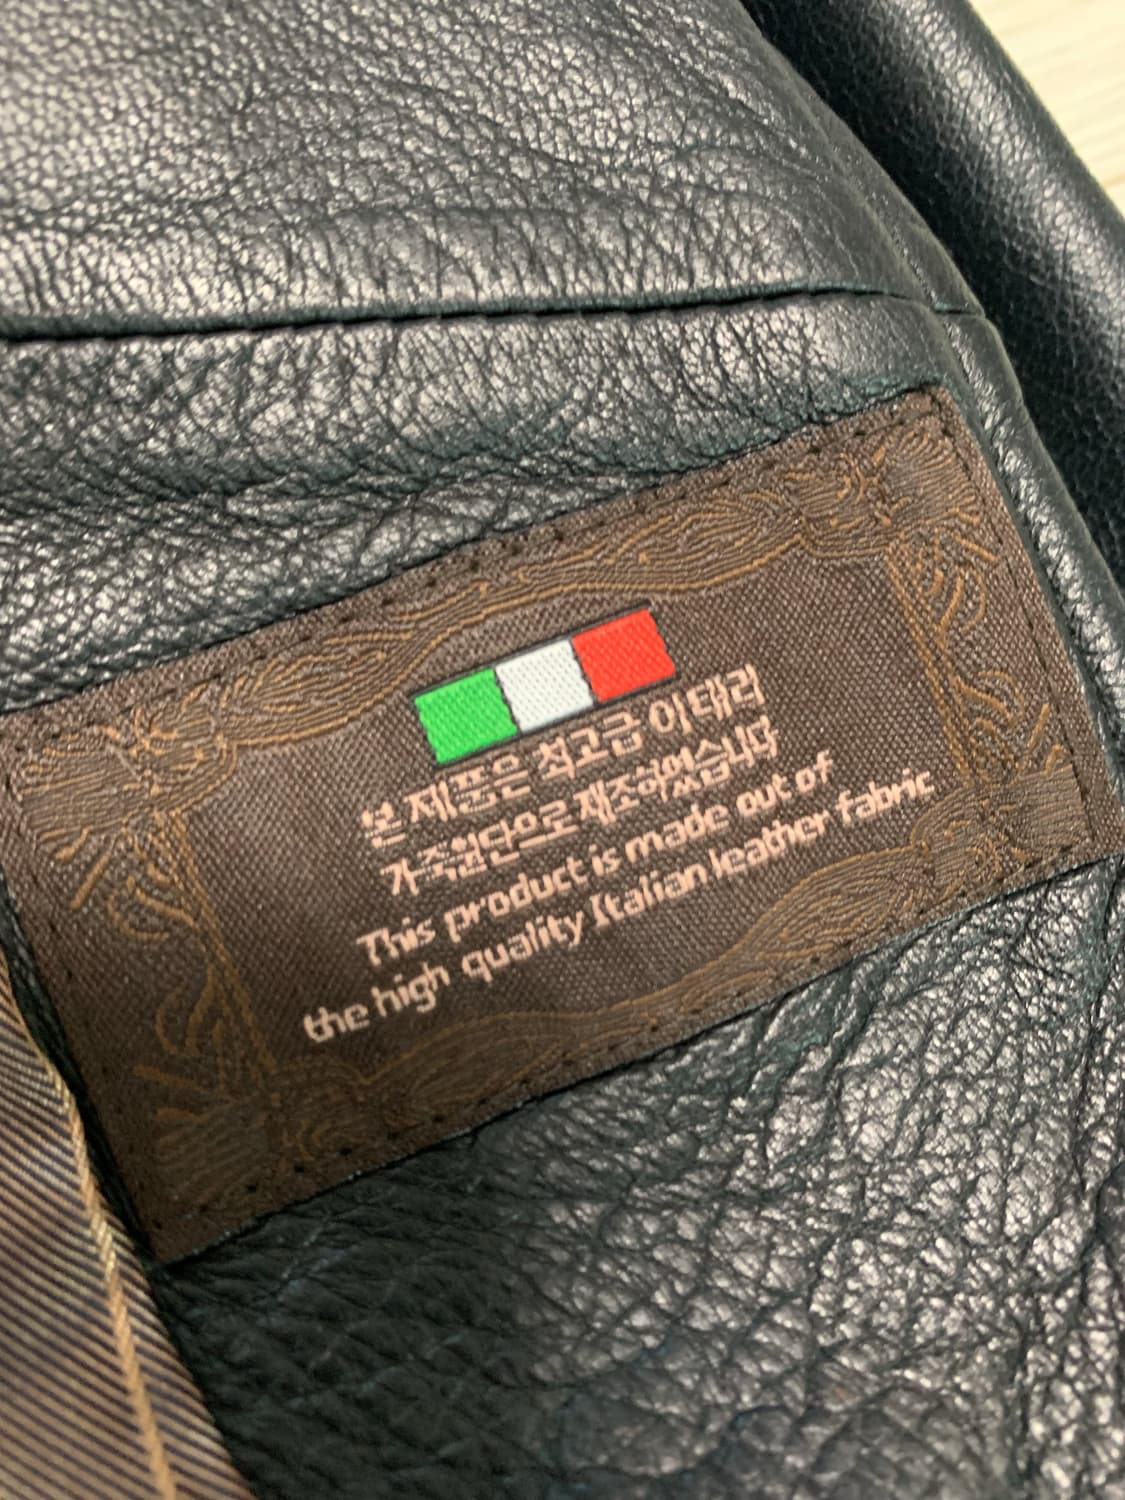 본 제품은 최고급 이태리
가죽원단으로 제조하였습니다
This product is made out of
the high quality Italian leather fabric